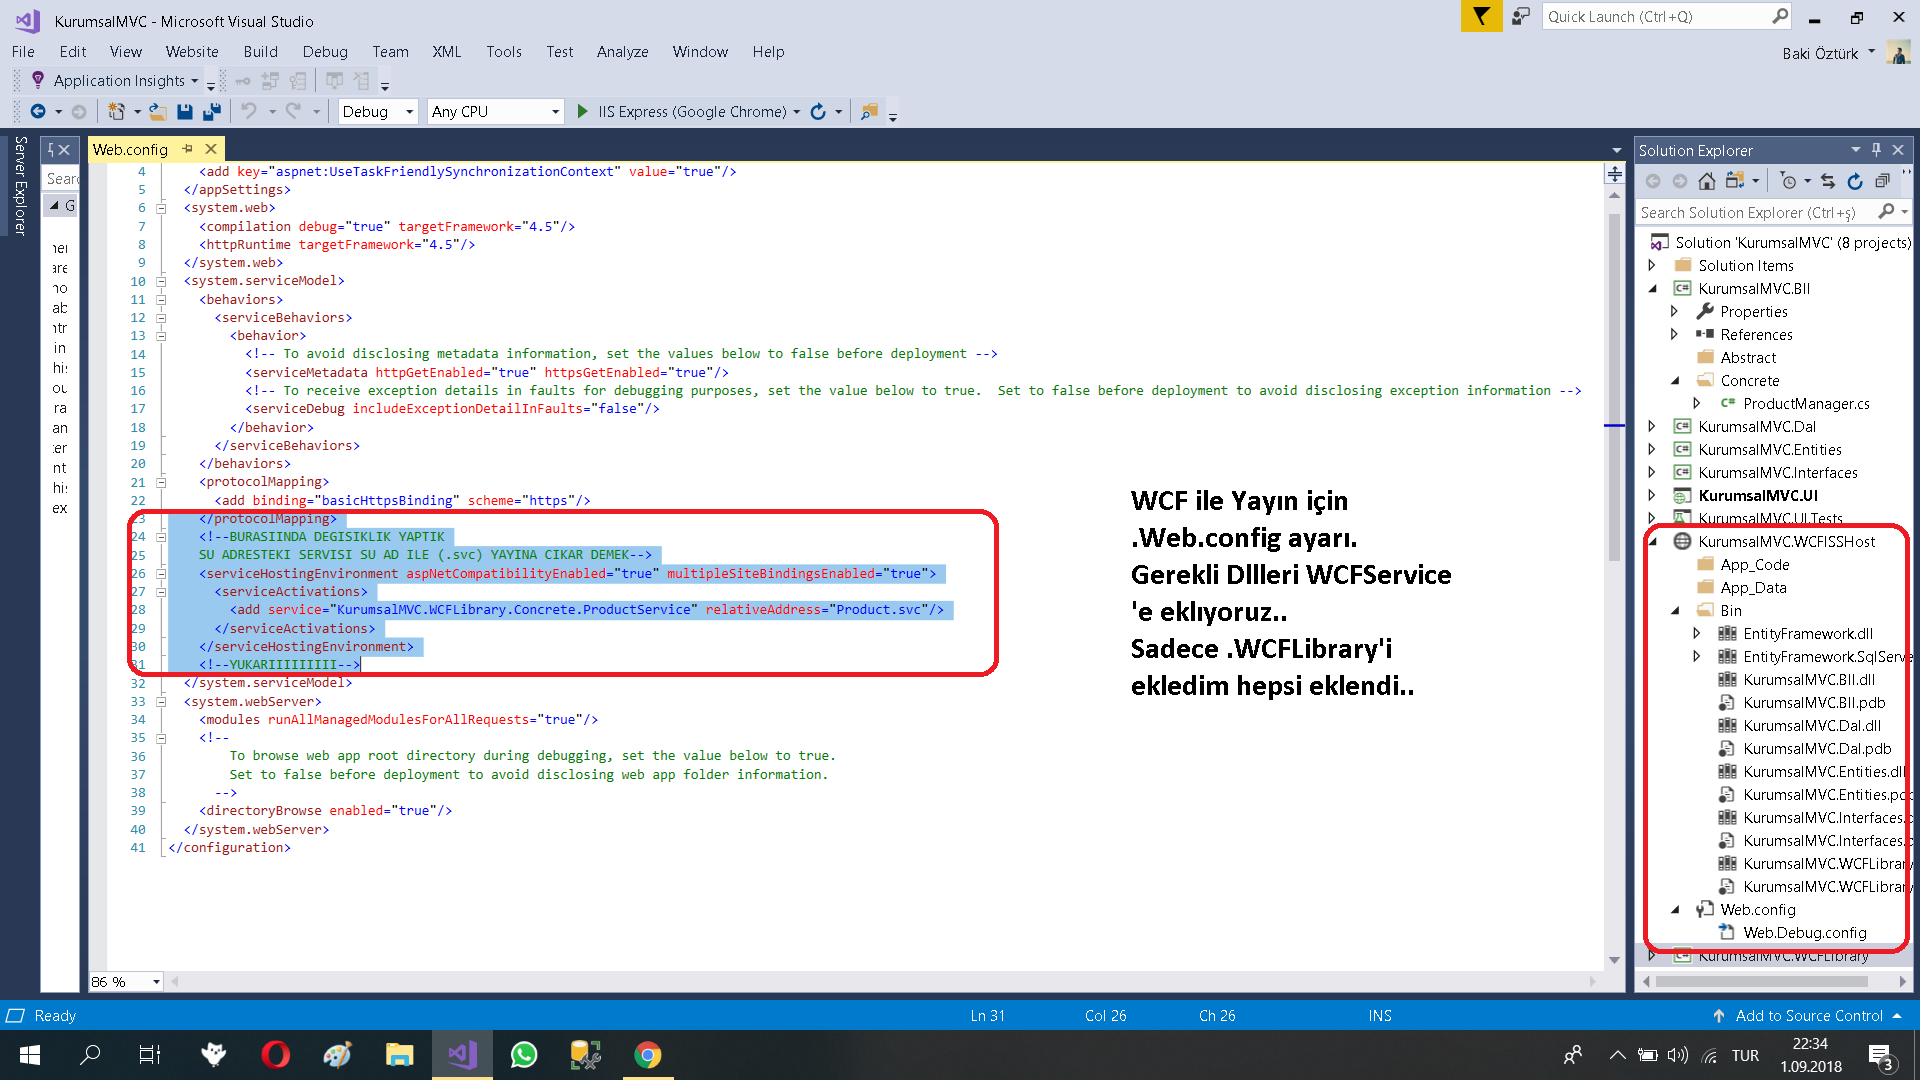 KurumsalMVC - Microsoft Visual Studio
Quick Launch (Ctrl+Q)
File Edit View Website Build Debug Team XML Tools Test Analyze Window Help
Baki Öztürk
Application Insights
Debug Any CPU IIS Express (Google Chrome)
Server Explorer
Web.config
4 <add key="aspnet:UseTaskFriendlySynchronizationContext" value="true"/>
5 </appSettings>
6 <system.web>
7 <compilation debug="true" targetFramework="4.5"/>
8 <httpRuntime targetFramework="4.5"/>
9 </system.web>
10 <system.serviceModel>
11 <behaviors>
12 <serviceBehaviors>
13 <behavior>
14 <!-- To avoid disclosing metadata information, set the values below to false before deployment -->
15 <serviceMetadata httpGetEnabled="true" httpsGetEnabled="true"/>
16 <!-- To receive exception details in faults for debugging purposes, set the value below to true.  Set to false before deployment to avoid disclosing exception information -->
17 <serviceDebug includeExceptionDetailInFaults="false"/>
18 </behavior>
19 </serviceBehaviors>
20 </behaviors>
21 <protocolMapping>
22 <add binding="basicHttpsBinding" scheme="https"/>
23 </protocolMapping>
24 <!--BURASIINDA DEGISIKLIK YAPTIK
25 SU ADRESTEKI SERVISI SU AD ILE (.svc) YAYINA CIKAR DEMEK-->
26 <serviceHostingEnvironment aspNetCompatibilityEnabled="true" multipleSiteBindingsEnabled="true">
27 <serviceActivations>
28 <add service="KurumsalMVC.WCFLibrary.Concrete.ProductService" relativeAddress="Product.svc"/>
29 </serviceActivations>
30 </serviceHostingEnvironment>
31 <!--YUKARIIIIIIIII-->
32 </system.serviceModel>
33 <system.webServer>
34 <modules runAllManagedModulesForAllRequests="true"/>
35 <!--
36 To browse web app root directory during debugging, set the value below to true.
37 Set to false before deployment to avoid disclosing web app folder information.
38 -->
39 <directoryBrowse enabled="true"/>
40 </system.webServer>
41 </configuration>
WCF ile Yayın için
.Web.config ayarı.
Gerekli Dllleri WCFService
'e eklıyoruz..
Sadece .WCFLibrary'i
ekledim hepsi eklendi..
86 %
Solution Explorer
Search Solution Explorer (Ctrl+ş)
Solution 'KurumsalMVC' (8 projects)
Solution Items
KurumsalMVC.Bll
Properties
References
Abstract
Concrete
ProductManager.cs
KurumsalMVC.Dal
KurumsalMVC.Entities
KurumsalMVC.Interfaces
KurumsalMVC.UI
KurumsalMVC.UI.Tests
KurumsalMVC.WCFISSHost
App_Code
App_Data
Bin
EntityFramework.dll
EntityFramework.SqlServe
KurumsalMVC.Bll.dll
KurumsalMVC.Bll.pdb
KurumsalMVC.Dal.dll
KurumsalMVC.Dal.pdb
KurumsalMVC.Entities.dll
KurumsalMVC.Entities.pdb
KurumsalMVC.Interfaces.d
KurumsalMVC.Interfaces.p
KurumsalMVC.WCFLibrary
KurumsalMVC.WCFLibrary
Web.config
Web.Debug.config
KurumsalMVC.WCFLibrary
Ready Ln 31 Col 26 Ch 26 INS Add to Source Control
TUR
22:34
1.09.2018
3